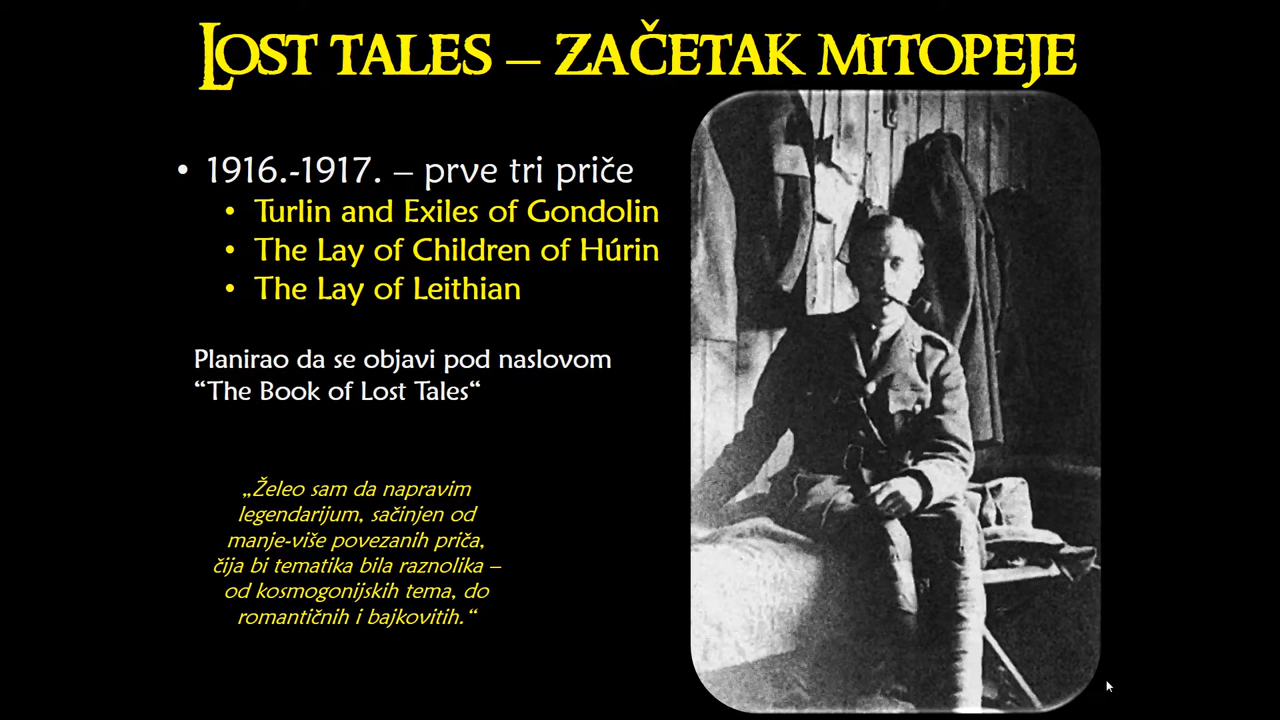 LOST TALES – ZAČETAK MITOPEJE
• 1916.-1917. – prve tri priče
• Turlin and Exiles of Gondolin
• The Lay of Children of Húrin
• The Lay of Leithian
Planirao da se objavi pod naslovom
“The Book of Lost Tales“
„Želeo sam da napravim
legendarijum, sačinjen od
manje-više povezanih priča,
čija bi tematika bila raznolika –
od kosmogonijskih tema, do
romantičnih i bajkovitih.“